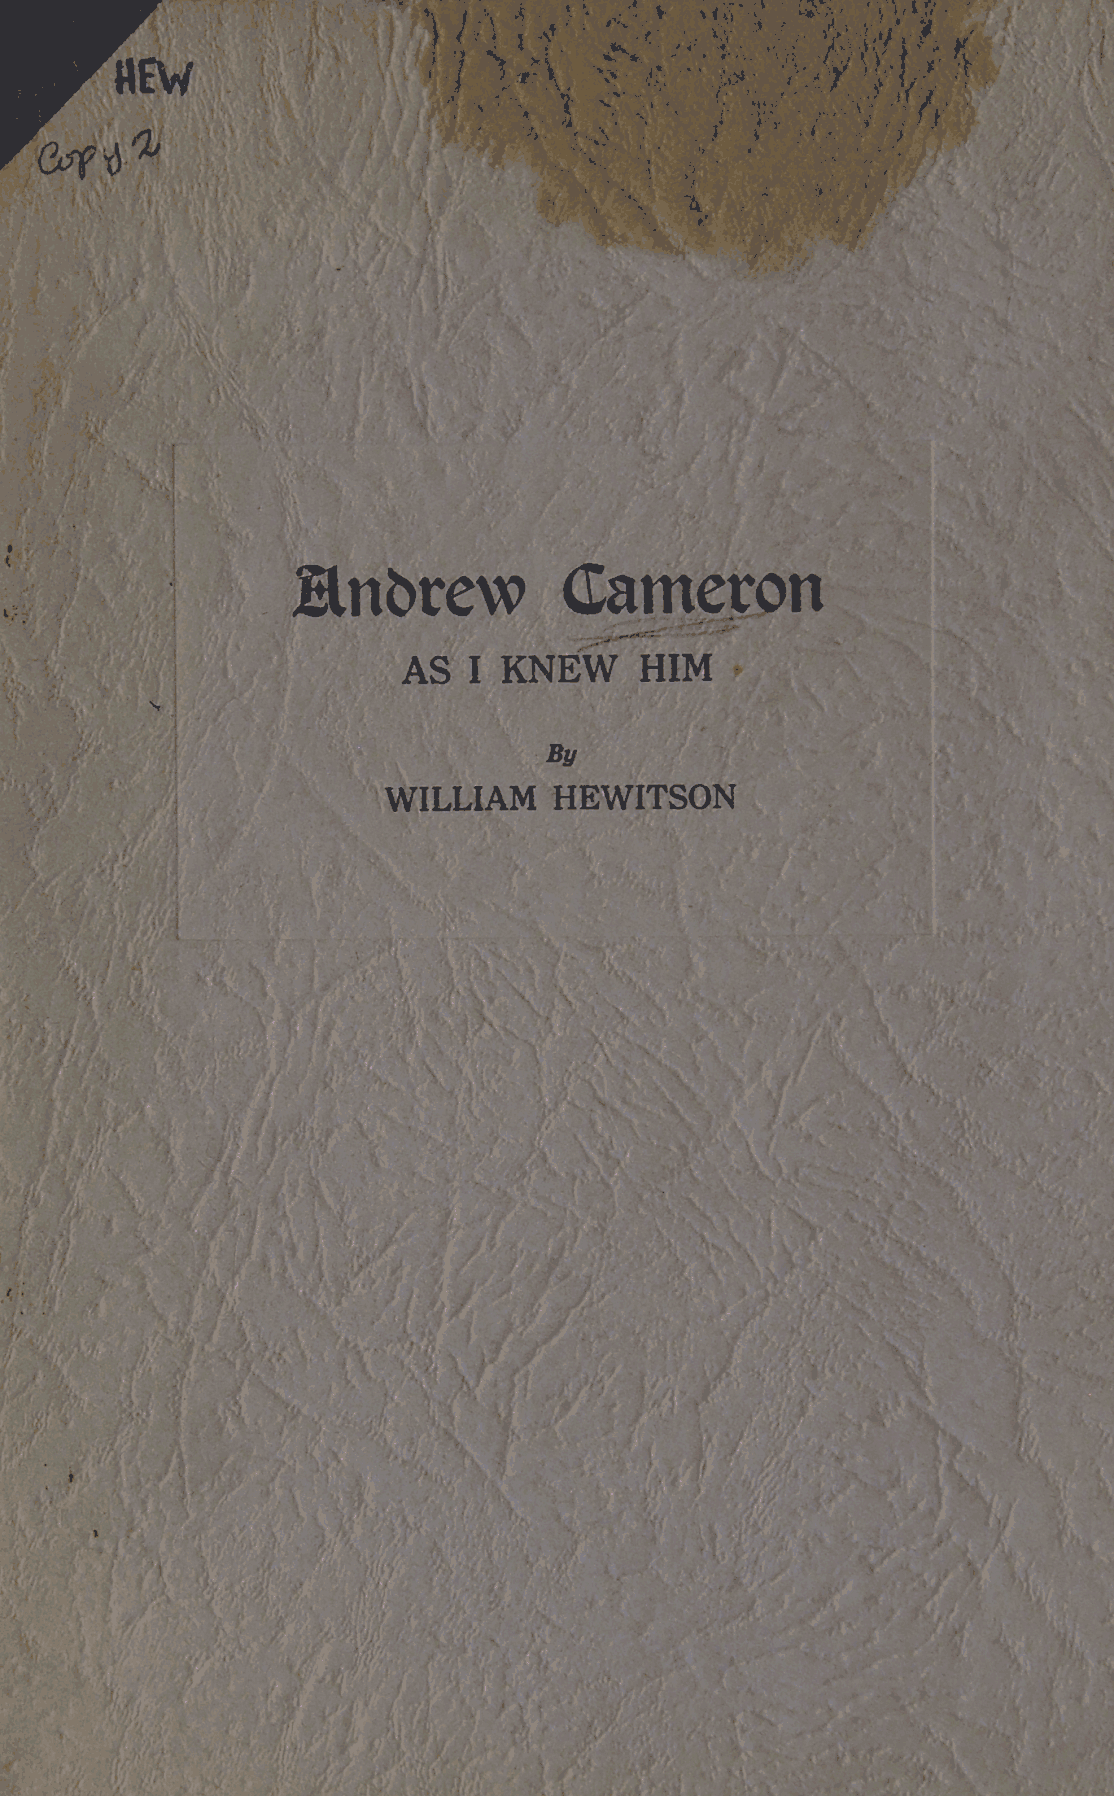 HEW
Copy 2
Andrew Cameron
AS I KNEW HIM
By
WILLIAM HEWITSON